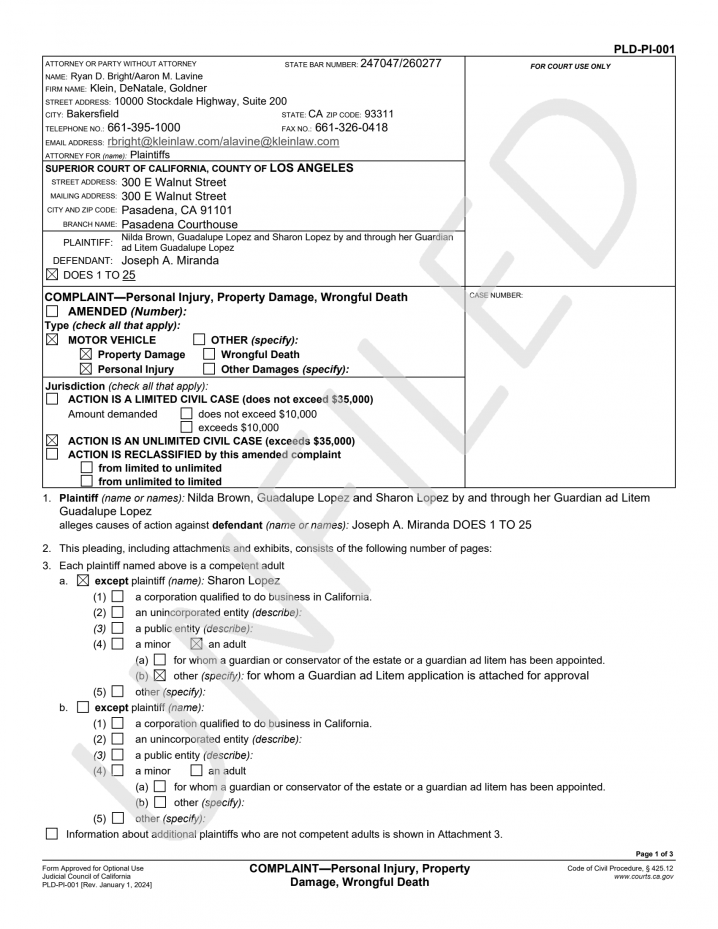 PLD-PI-001
ATTORNEY OR PARTY WITHOUT ATTORNEY STATE BAR NUMBER: 247047/260277
NAME: Ryan D. Bright/Aaron M. Lavine
FIRM NAME: Klein, DeNatale, Goldner
STREET ADDRESS: 10000 Stockdale Highway, Suite 200
CITY: Bakersfield STATE: CA ZIP CODE: 93311
TELEPHONE NO.: 661-395-1000 FAX NO.: 661-326-0418
EMAIL ADDRESS: rbright@kleinlaw.com/alavine@kleinlaw.com
ATTORNEY FOR (name): Plaintiffs
FOR COURT USE ONLY
SUPERIOR COURT OF CALIFORNIA, COUNTY OF LOS ANGELES
STREET ADDRESS: 300 E Walnut Street
MAILING ADDRESS: 300 E Walnut Street
CITY AND ZIP CODE: Pasadena, CA 91101
BRANCH NAME: Pasadena Courthouse
PLAINTIFF: Nilda Brown, Guadalupe Lopez and Sharon Lopez by and through her Guardian
ad Litem Guadalupe Lopez
DEFENDANT: Joseph A. Miranda
DOES 1 TO 25
COMPLAINT—Personal Injury, Property Damage, Wrongful Death
AMENDED (Number):
Type (check all that apply):
MOTOR VEHICLE OTHER (specify):
Property Damage Wrongful Death
Personal Injury Other Damages (specify):
CASE NUMBER:
Jurisdiction (check all that apply):
ACTION IS A LIMITED CIVIL CASE (does not exceed $35,000)
Amount demanded does not exceed $10,000
exceeds $10,000
ACTION IS AN UNLIMITED CIVIL CASE (exceeds $35,000)
ACTION IS RECLASSIFIED by this amended complaint
from limited to unlimited
from unlimited to limited
1. Plaintiff (name or names): Nilda Brown, Guadalupe Lopez and Sharon Lopez by and through her Guardian ad Litem
Guadalupe Lopez
alleges causes of action against defendant (name or names): Joseph A. Miranda DOES 1 TO 25
2. This pleading, including attachments and exhibits, consists of the following number of pages:
3. Each plaintiff named above is a competent adult
a. except plaintiff (name): Sharon Lopez
(1) a corporation qualified to do business in California.
(2) an unincorporated entity (describe):
(3) a public entity (describe):
(4) a minor an adult
(a) for whom a guardian or conservator of the estate or a guardian ad litem has been appointed.
(b) other (specify): for whom a Guardian ad Litem application is attached for approval
(5) other (specify):
b. except plaintiff (name):
(1) a corporation qualified to do business in California.
(2) an unincorporated entity (describe):
(3) a public entity (describe):
(4) a minor an adult
(a) for whom a guardian or conservator of the estate or a guardian ad litem has been appointed.
(b) other (specify):
(5) other (specify):
Information about additional plaintiffs who are not competent adults is shown in Attachment 3.
Page 1 of 3
Form Approved for Optional Use
Judicial Council of California
PLD-PI-001 [Rev. January 1, 2024]
COMPLAINT—Personal Injury, Property
Damage, Wrongful Death
Code of Civil Procedure, § 425.12
www.courts.ca.gov
UNFILED